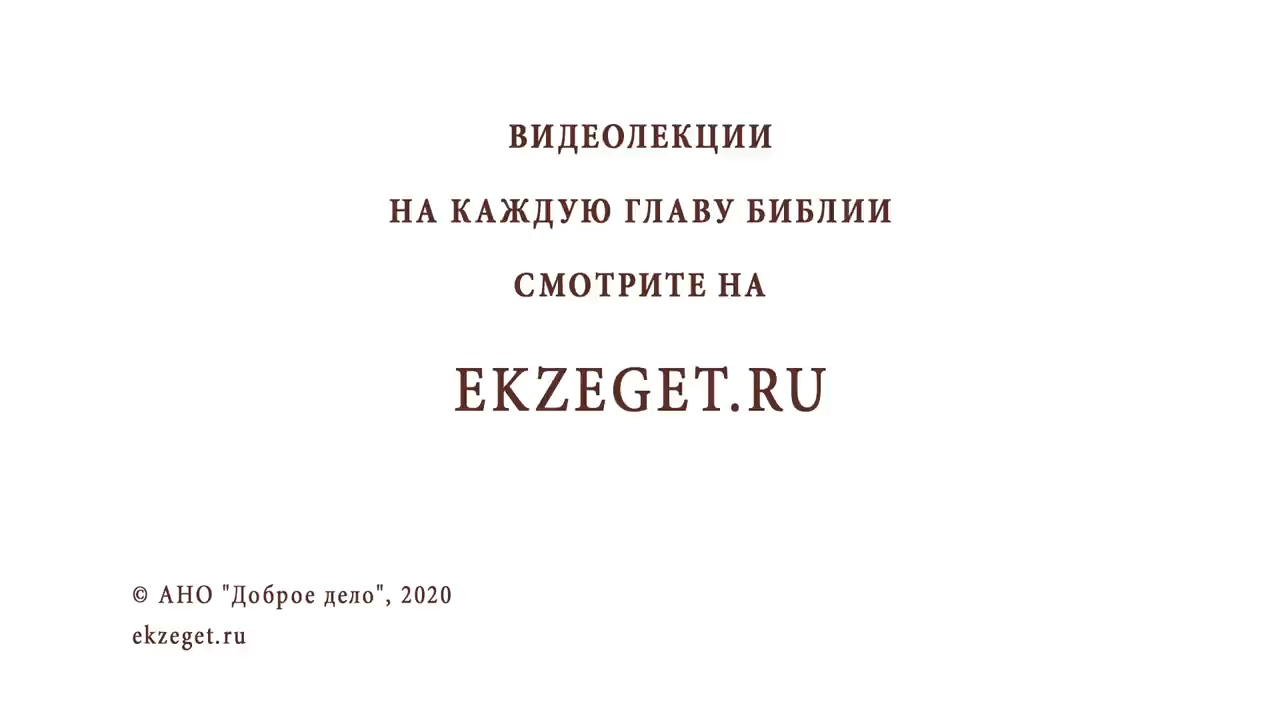 ВИДЕОЛЕКЦИИ
НА КАЖДУЮ ГЛАВУ БИБЛИИ
СМОТРИТЕ НА
EKZEGET.RU
© АНО "Доброе дело", 2020
ekzeget.ru